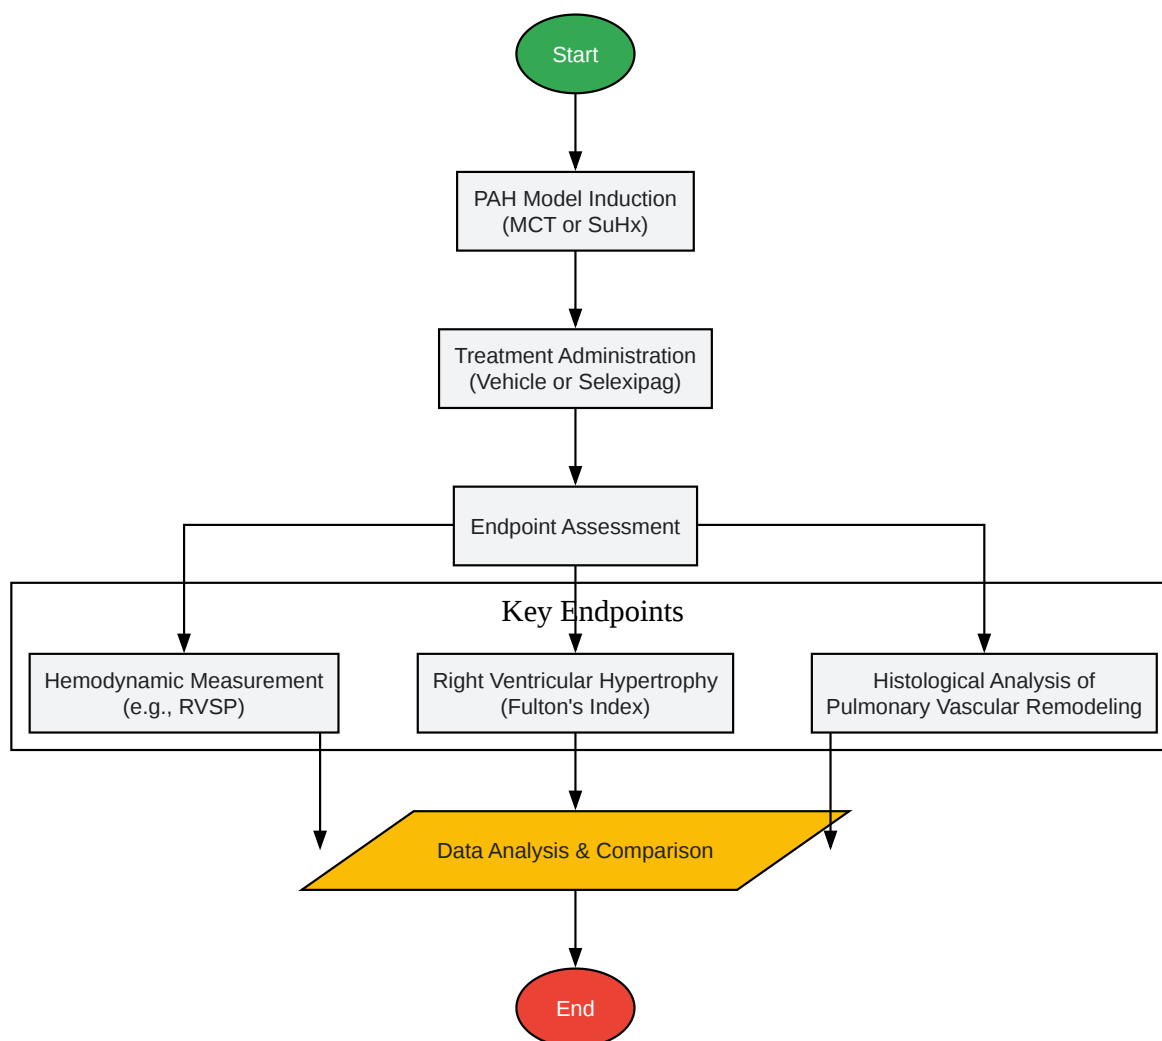 Start
PAH Model Induction
(MCT or SuHx)
Treatment Administration
(Vehicle or Selexipag)
Endpoint Assessment
Key Endpoints
Hemodynamic Measurement
(e.g., RVSP)
Right Ventricular Hypertrophy
(Fulton's Index)
Histological Analysis of
Pulmonary Vascular Remodeling
Data Analysis & Comparison
End